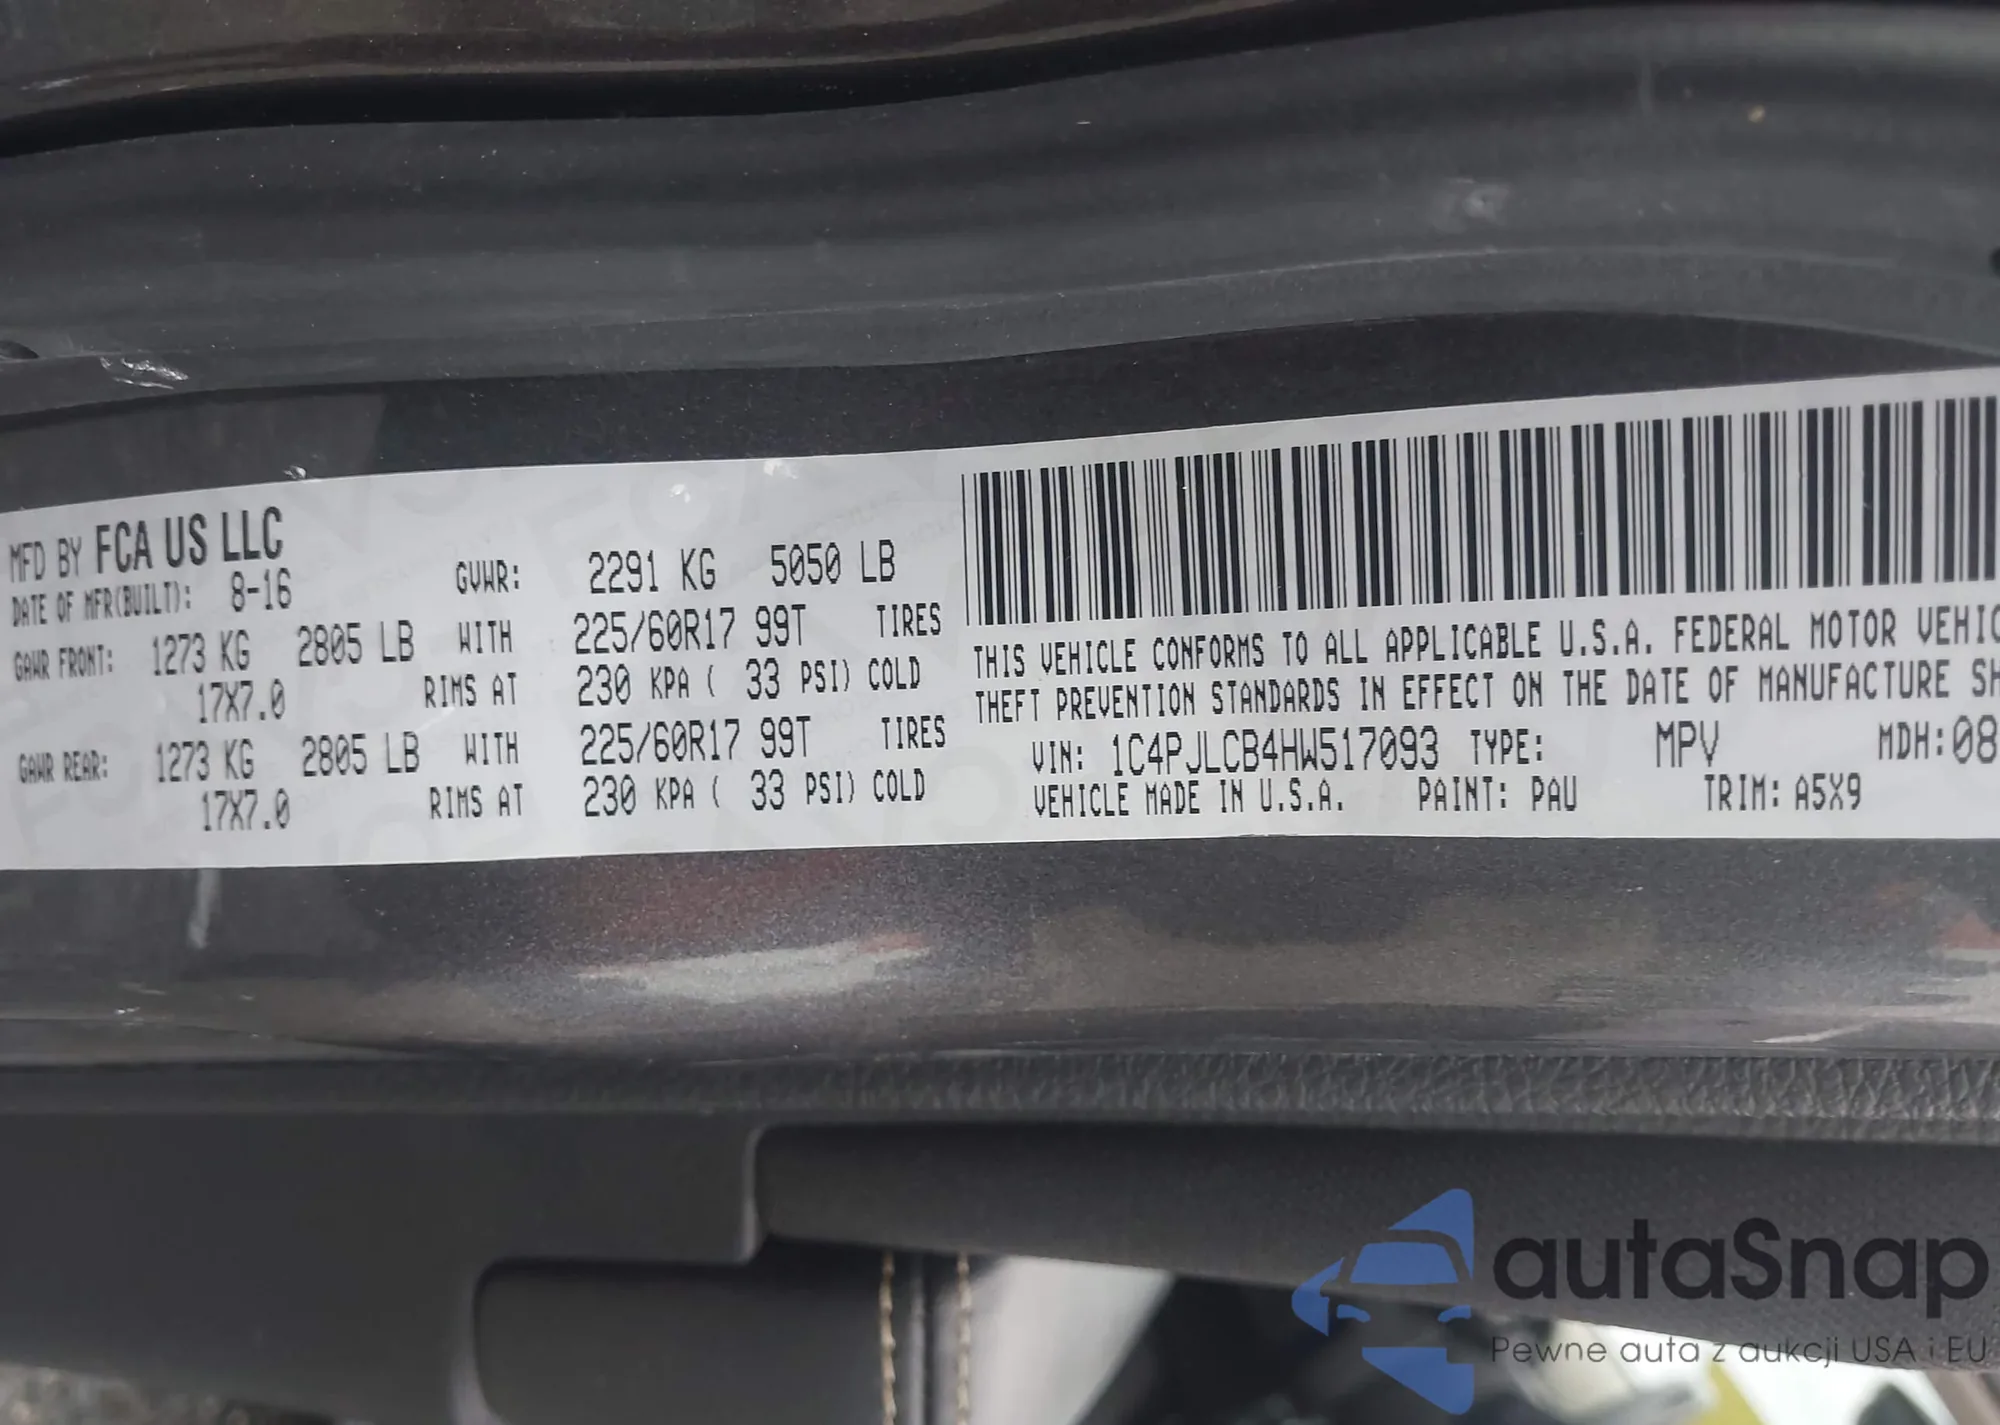 MFD BY FCA US LLC
DATE OF MFR(BUILT): 8-16 GVWR: 2291 KG 5050 LB
GAWR FRONT: 1273 KG 2805 LB WITH 225/60R17 99T TIRES
17X7.0 RIMS AT 230 KPA ( 33 PSI) COLD
GAWR REAR: 1273 KG 2805 LB WITH 225/60R17 99T TIRES
17X7.0 RIMS AT 230 KPA ( 33 PSI) COLD
THIS VEHICLE CONFORMS TO ALL APPLICABLE U.S.A. FEDERAL MOTOR VEHIC
THEFT PREVENTION STANDARDS IN EFFECT ON THE DATE OF MANUFACTURE SH
VIN: 1C4PJLCB4HW517093 TYPE: MPV MDH: 08
VEHICLE MADE IN U.S.A. PAINT: PAU TRIM: A5X9
autaSnap
Pewne auta z aukcji USA i EU